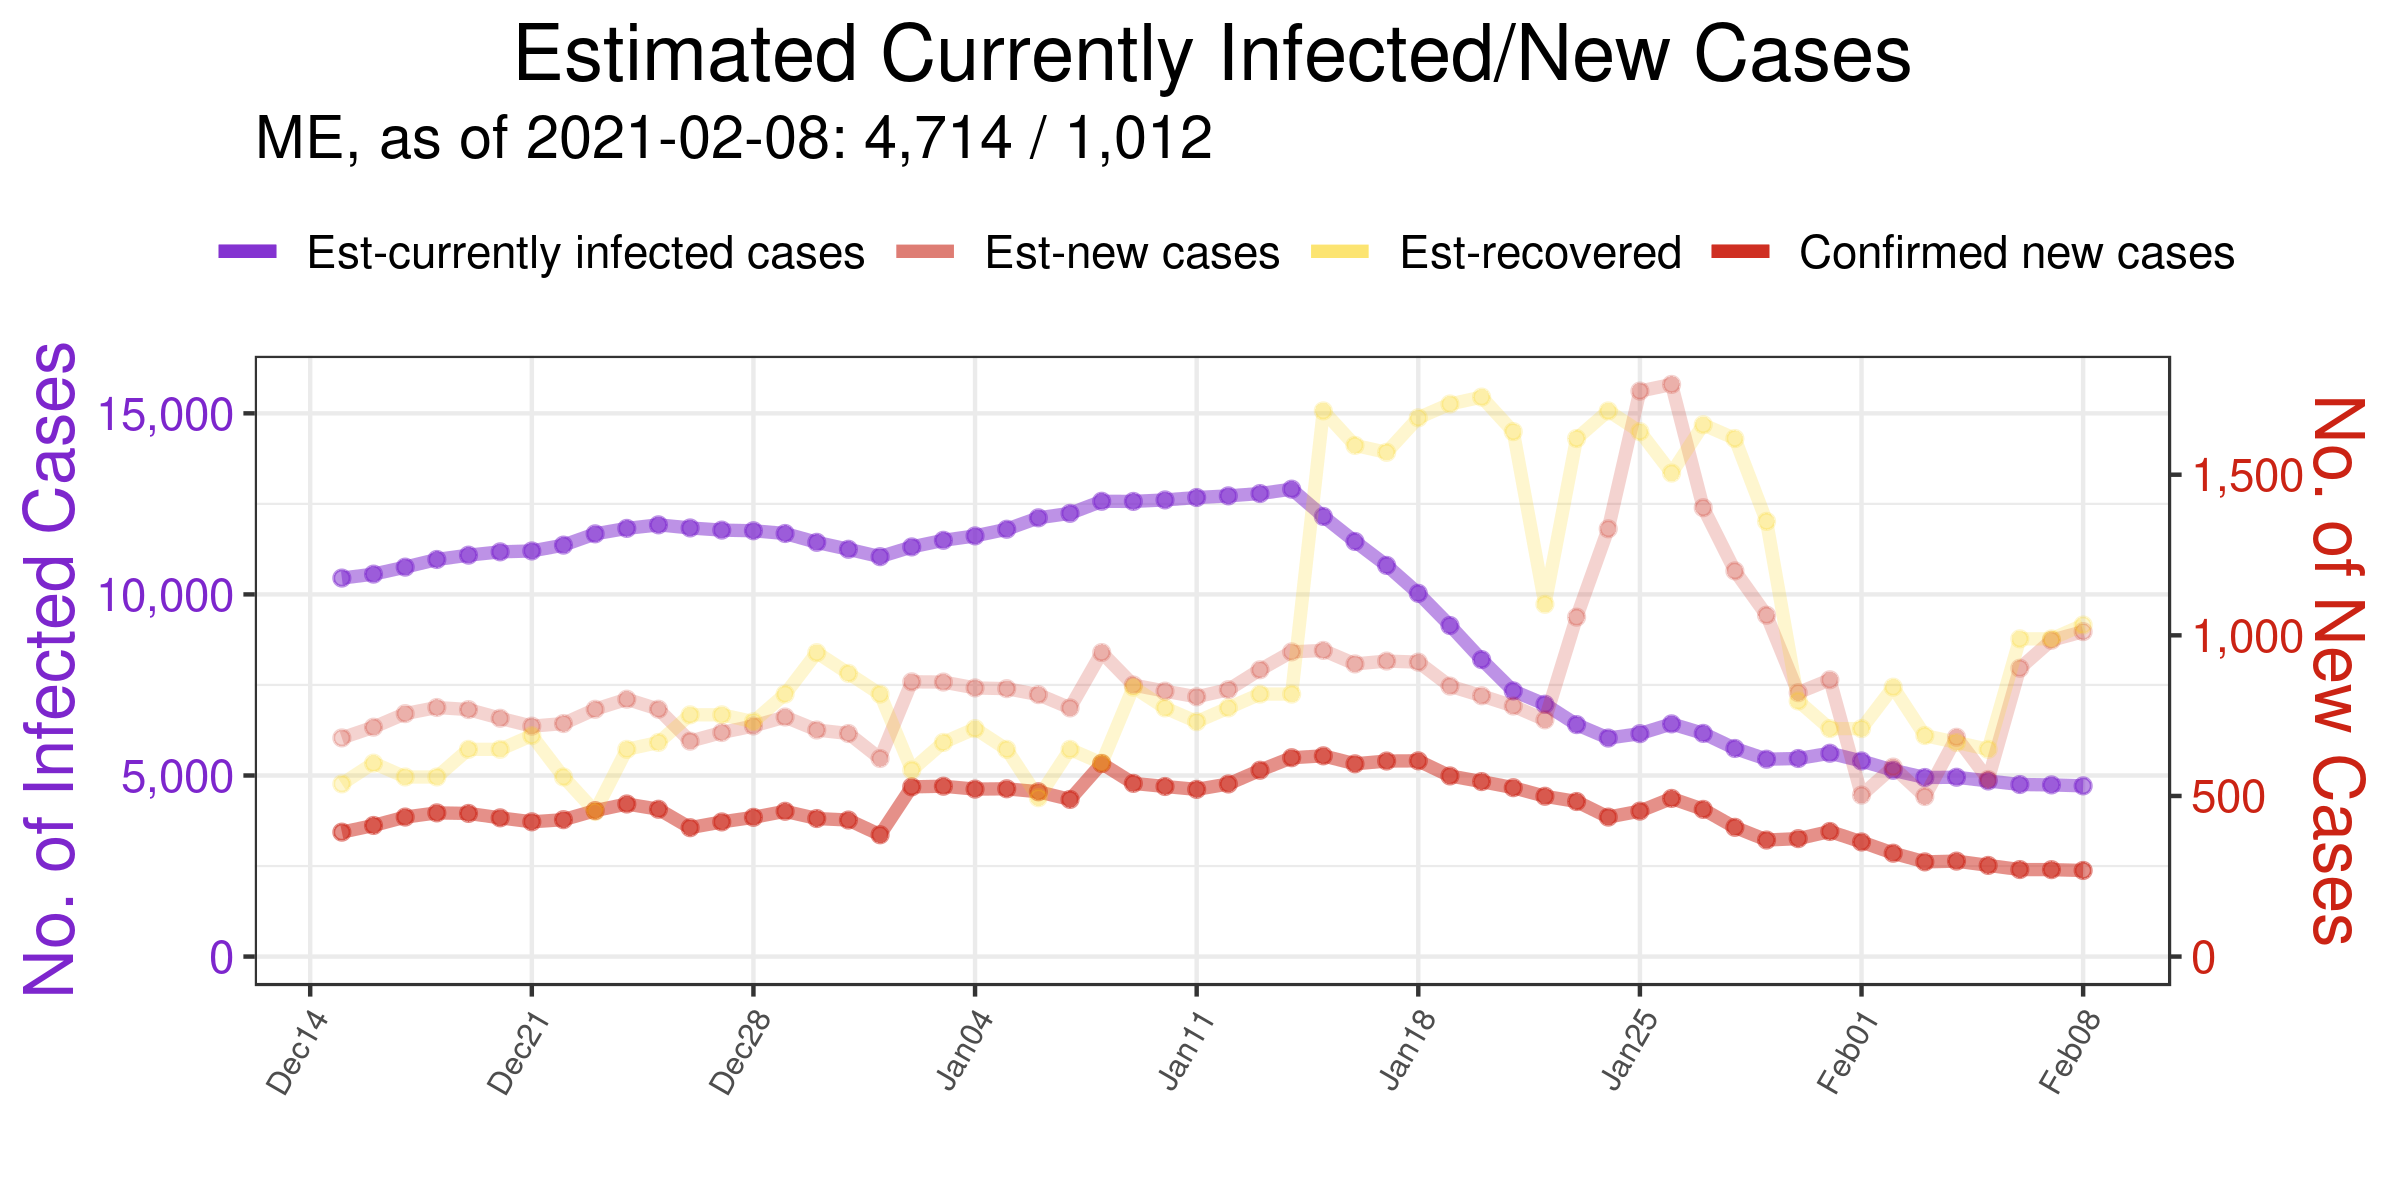 Estimated Currently Infected/New Cases
ME, as of 2021-02-08: 4,714 / 1,012
Est-currently infected cases Est-new cases Est-recovered Confirmed new cases
No. of Infected Cases
15,000
10,000
5,000
0
No. of New Cases
1,500
1,000
500
0
Dec14 Dec21 Dec28 Jan04 Jan11 Jan18 Jan25 Feb01 Feb08